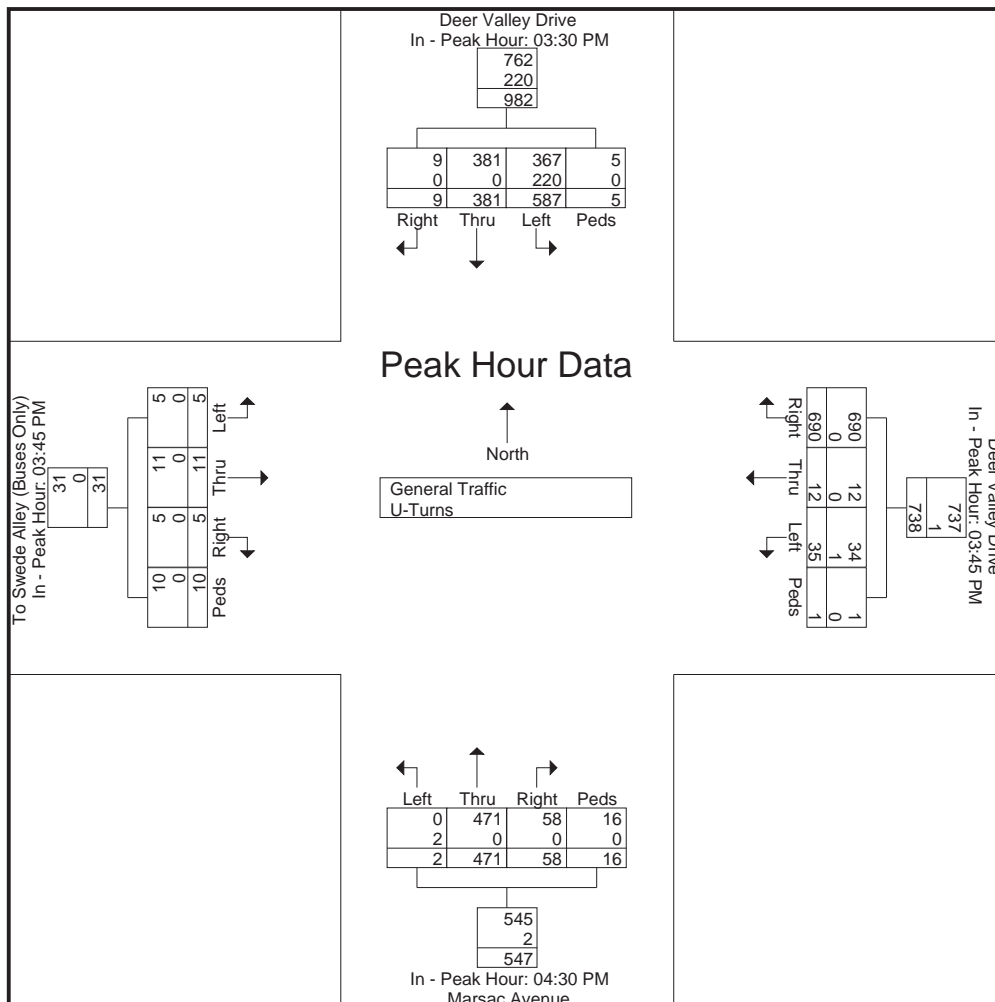 Deer Valley Drive
In - Peak Hour: 03:30 PM
762
220
982
9 381 367 5
0 0 220 0
9 381 587 5
Right Thru Left Peds
Peak Hour Data
North
General Traffic
U-Turns
To Swede Alley (Buses Only)
In - Peak Hour: 03:45 PM
31
0
31
Left Thru Right Peds
5 11 5 10
0 0 0 0
5 11 5 10
Deer Valley Drive
In - Peak Hour: 03:45 PM
737
1
738
690 12 34 1
0 0 1 0
690 12 35 1
Right Thru Left Peds
Left Thru Right Peds
0 471 58 16
2 0 0 0
2 471 58 16
545
2
547
In - Peak Hour: 04:30 PM
Marsac Avenue